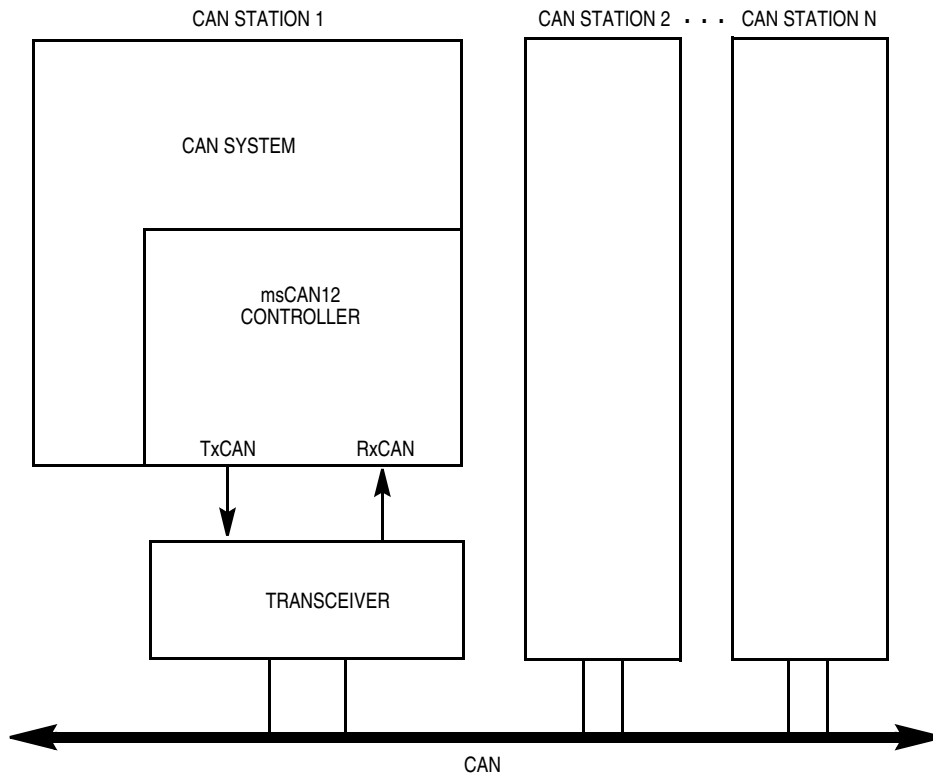 CAN STATION 1
CAN STATION 2 . . . CAN STATION N
CAN SYSTEM
msCAN12
CONTROLLER
TxCAN
RxCAN
TRANSCEIVER
CAN